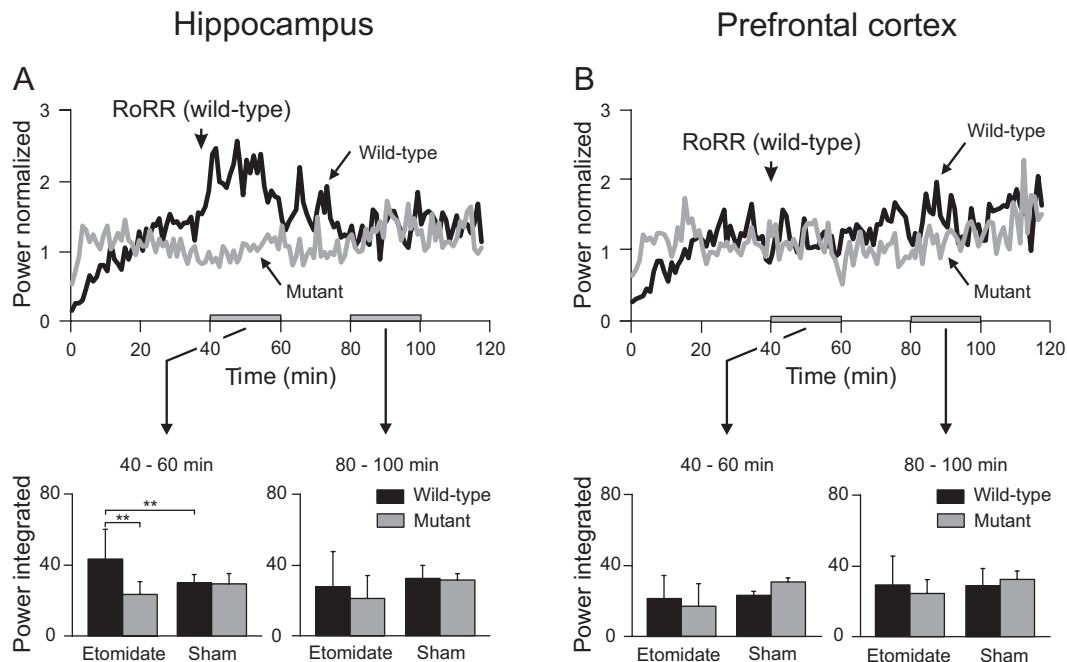 Hippocampus
Prefrontal cortex
A
3
2
1
0
Power normalized
RoRR (wild-type)
Wild-type
Mutant
0
20
40
60
80
100
120
Time (min)
40 - 60 min
80 - 100 min
80
40
0
Power integrated
**
**
Etomidate
Sham
80
40
0
Wild-type
Mutant
Etomidate
Sham
B
3
2
1
0
Power normalized
RoRR (wild-type)
Wild-type
Mutant
0
20
40
60
80
100
120
Time (min)
40 - 60 min
80 - 100 min
80
40
0
Power integrated
Etomidate
Sham
80
40
0
Wild-type
Mutant
Etomidate
Sham